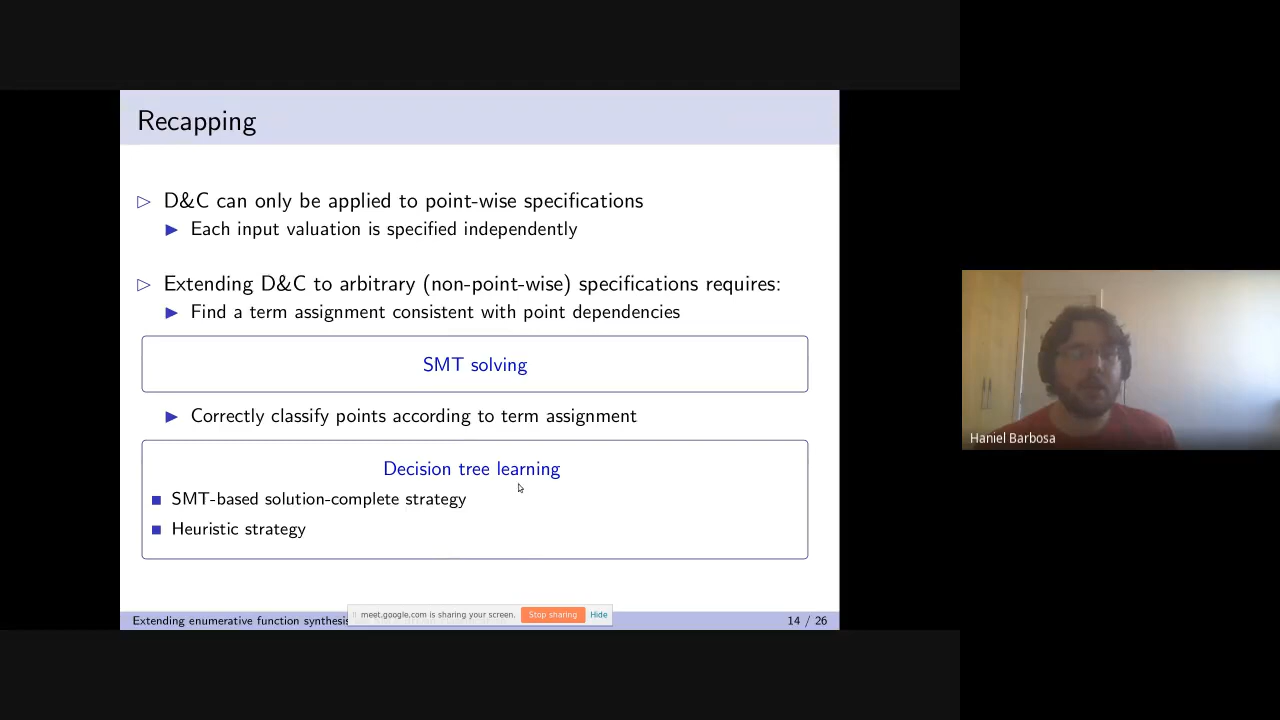 Recapping
D&C can only be applied to point-wise specifications
Each input valuation is specified independently
Extending D&C to arbitrary (non-point-wise) specifications requires:
Find a term assignment consistent with point dependencies
SMT solving
Correctly classify points according to term assignment
Decision tree learning
SMT-based solution-complete strategy
Heuristic strategy
Haniel Barbosa
meet.google.com is sharing your screen. Stop sharing Hide
Extending enumerative function synthesis 14 / 26